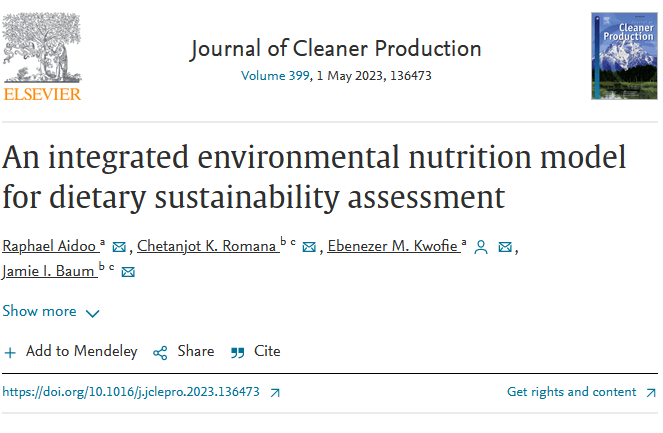 ELSEVIER
Journal of Cleaner Production
Volume 399, 1 May 2023, 136473
Cleaner
Production
An integrated environmental nutrition model
for dietary sustainability assessment
Raphael Aidoo a, Chetanjot K. Romana b c, Ebenezer M. Kwofie a,
Jamie I. Baum b c
Show more
Add to Mendeley Share Cite
https://doi.org/10.1016/j.jclepro.2023.136473 Get rights and content